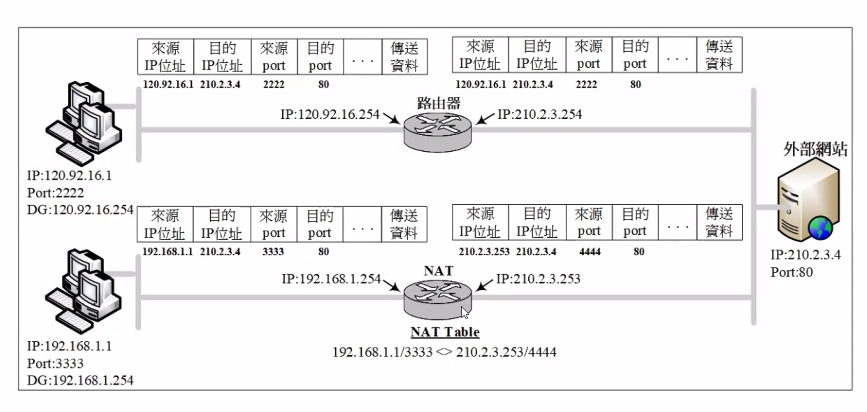 來源 目的 來源 目的 ... 傳送
IP位址 IP位址 port port 資料
120.92.16.1 210.2.3.4 2222 80
來源 目的 來源 目的 ... 傳送
IP位址 IP位址 port port 資料
120.92.16.1 210.2.3.4 2222 80
路由器
IP:120.92.16.254
IP:210.2.3.254
IP:120.92.16.1
Port:2222
DG:120.92.16.254
外部網站
IP:210.2.3.4
Port:80
來源 目的 來源 目的 ... 傳送
IP位址 IP位址 port port 資料
192.168.1.1 210.2.3.4 3333 80
來源 目的 來源 目的 ... 傳送
IP位址 IP位址 port port 資料
210.2.3.253 210.2.3.4 4444 80
NAT
IP:192.168.1.254
IP:210.2.3.253
NAT Table
192.168.1.1/3333 <> 210.2.3.253/4444
IP:192.168.1.1
Port:3333
DG:192.168.1.254